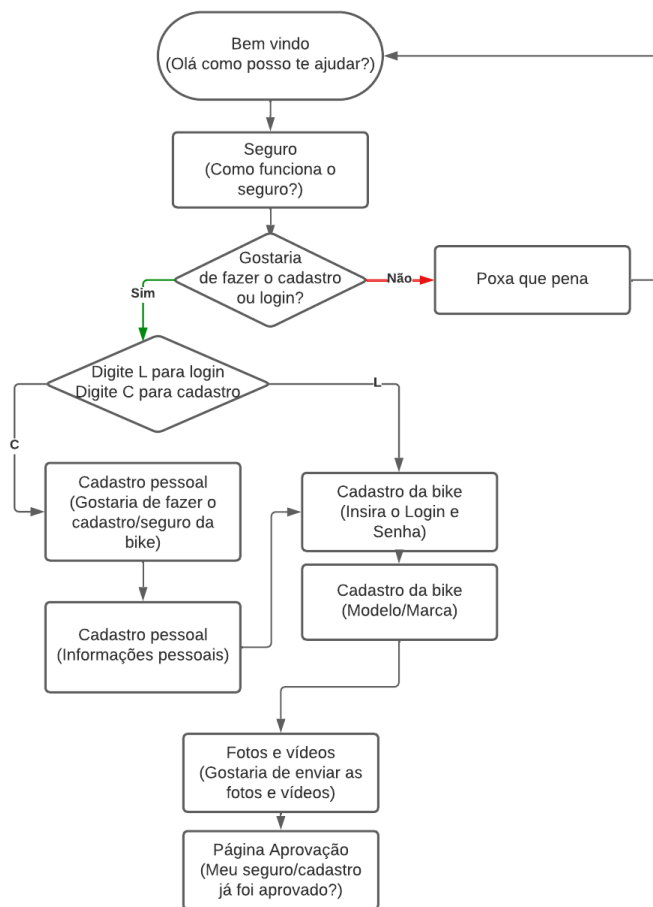 Bem vindo
(Olá como posso te ajudar?)
Seguro
(Como funciona o
seguro?)
Gostaria
de fazer o cadastro
ou login?
Não
Poxa que pena
Sim
Digite L para login
Digite C para cadastro
L
C
Cadastro pessoal
(Gostaria de fazer o
cadastro/seguro da
bike)
Cadastro da bike
(Insira o Login e
Senha)
Cadastro da bike
(Modelo/Marca)
Cadastro pessoal
(Informações pessoais)
Fotos e vídeos
(Gostaria de enviar as
fotos e vídeos)
Página Aprovação
(Meu seguro/cadastro
já foi aprovado?)